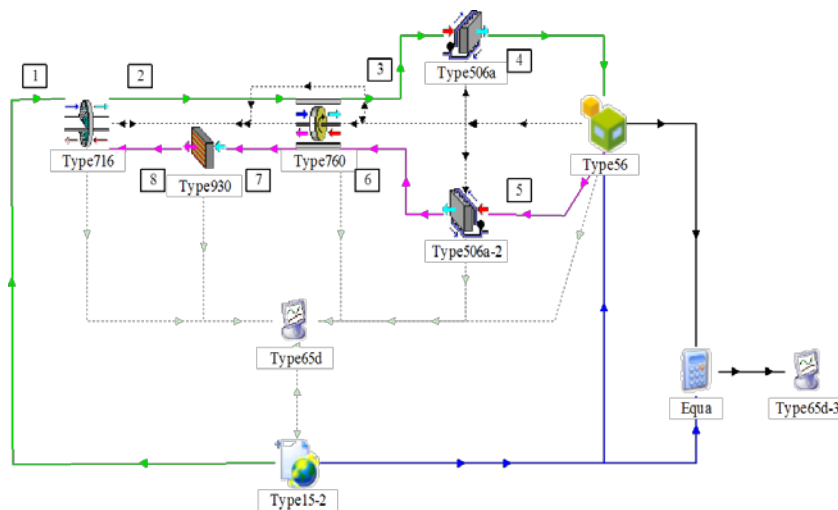 4
Type506a
1
2
3
Type716
Type760
Type56
8
Type930
7
6
5
Type506a-2
Type65d
Equa
Type65d-3
Type15-2